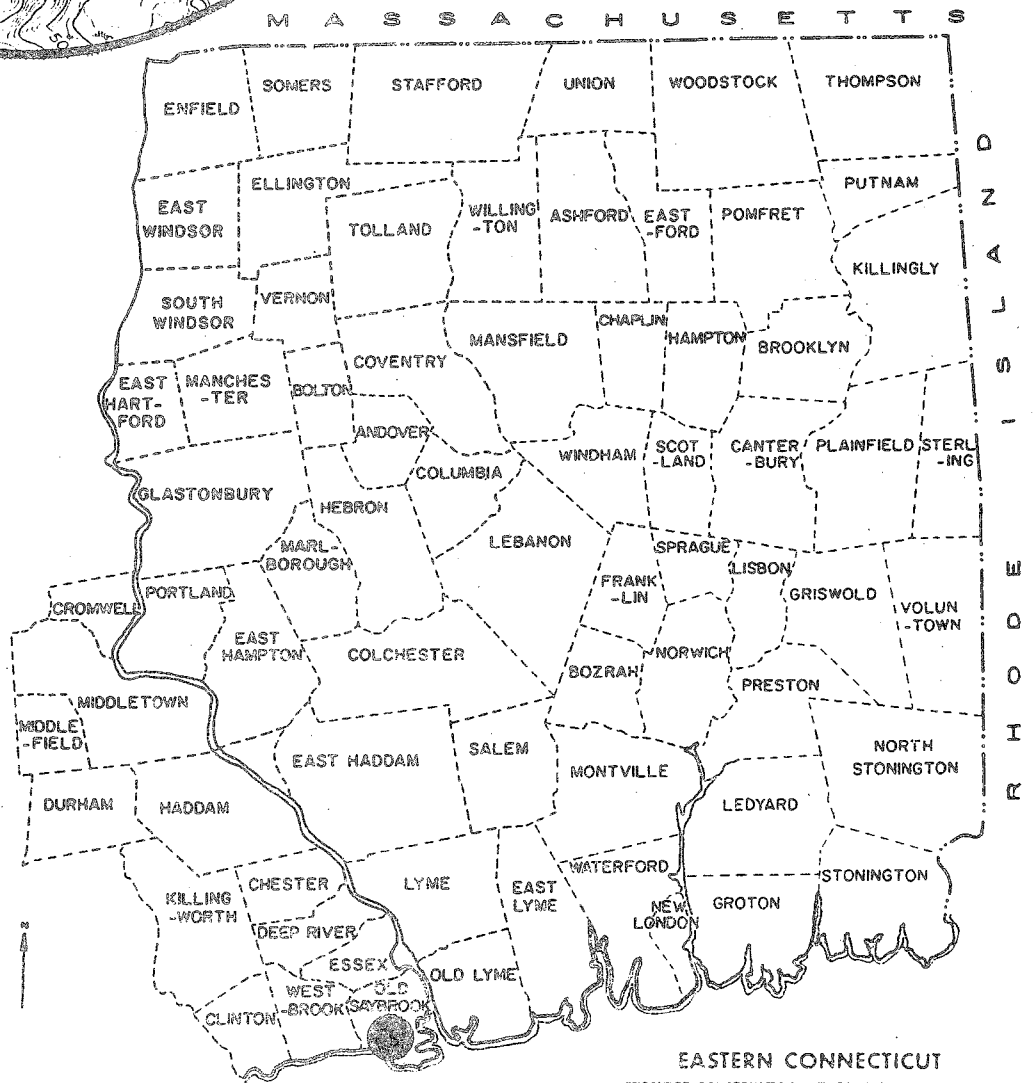 50
M A S S A C H U S E T T S
SOMERS
STAFFORD
UNION
WOODSTOCK
THOMPSON
ENFIELD
ELLINGTON
PUTNAM
EAST
WINDSOR
TOLLAND
WILLING
-TON
ASHFORD
EAST
-FORD
POMFRET
KILLINGLY
SOUTH
WINDSOR
VERNON
MANSFIELD
CHAPLIN
HAMPTON
BROOKLYN
COVENTRY
EAST
HART-
FORD
MANCHES
-TER
BOLTON
ANDOVER
COLUMBIA
WINDHAM
SCOT
-LAND
CANTER
-BURY
PLAINFIELD
STERL
-ING
GLASTONBURY
HEBRON
LEBANON
MARL-
BOROUGH
SPRAGUE
LISBON
FRANK
-LIN
GRISWOLD
VOLUN
-TOWN
CROMWELL
PORTLAND
EAST
HAMPTON
COLCHESTER
BOZRAH
NORWICH
PRESTON
MIDDLETOWN
MIDDLE
-FIELD
EAST HADDAM
SALEM
MONTVILLE
NORTH
STONINGTON
DURHAM
HADDAM
LEDYARD
KILLING
-WORTH
CHESTER
LYME
EAST
LYME
WATERFORD
NEW
LONDON
GROTON
STONINGTON
DEEP RIVER
ESSEX
OLD LYME
WEST
-BROOK
OLD
SAYBROOK
CLINTON
N
R H O D E I S L A N D
EASTERN CONNECTICUT